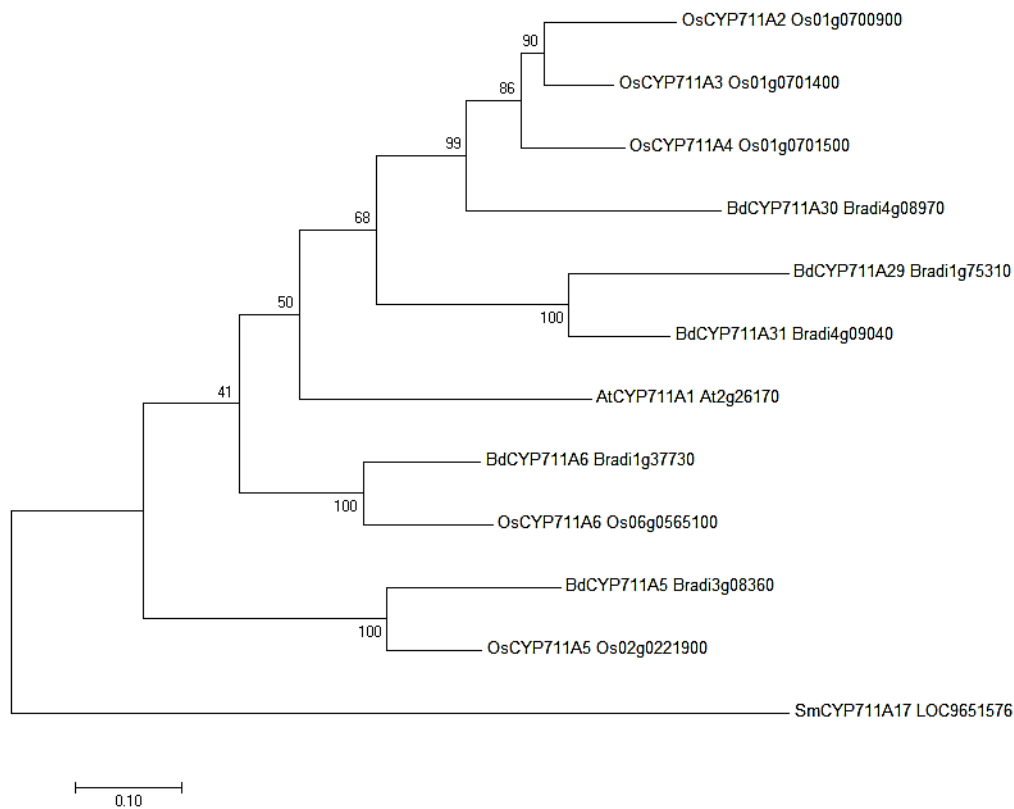 OsCYP711A2 Os01g0700900
90
OsCYP711A3 Os01g0701400
86
OsCYP711A4 Os01g0701500
99
BdCYP711A30 Bradi4g08970
68
BdCYP711A29 Bradi1g75310
50
100
BdCYP711A31 Bradi4g09040
41
AtCYP711A1 At2g26170
BdCYP711A6 Bradi1g37730
100
OsCYP711A6 Os06g0565100
BdCYP711A5 Bradi3g08360
100
OsCYP711A5 Os02g0221900
SmCYP711A17 LOC9651576
0.10